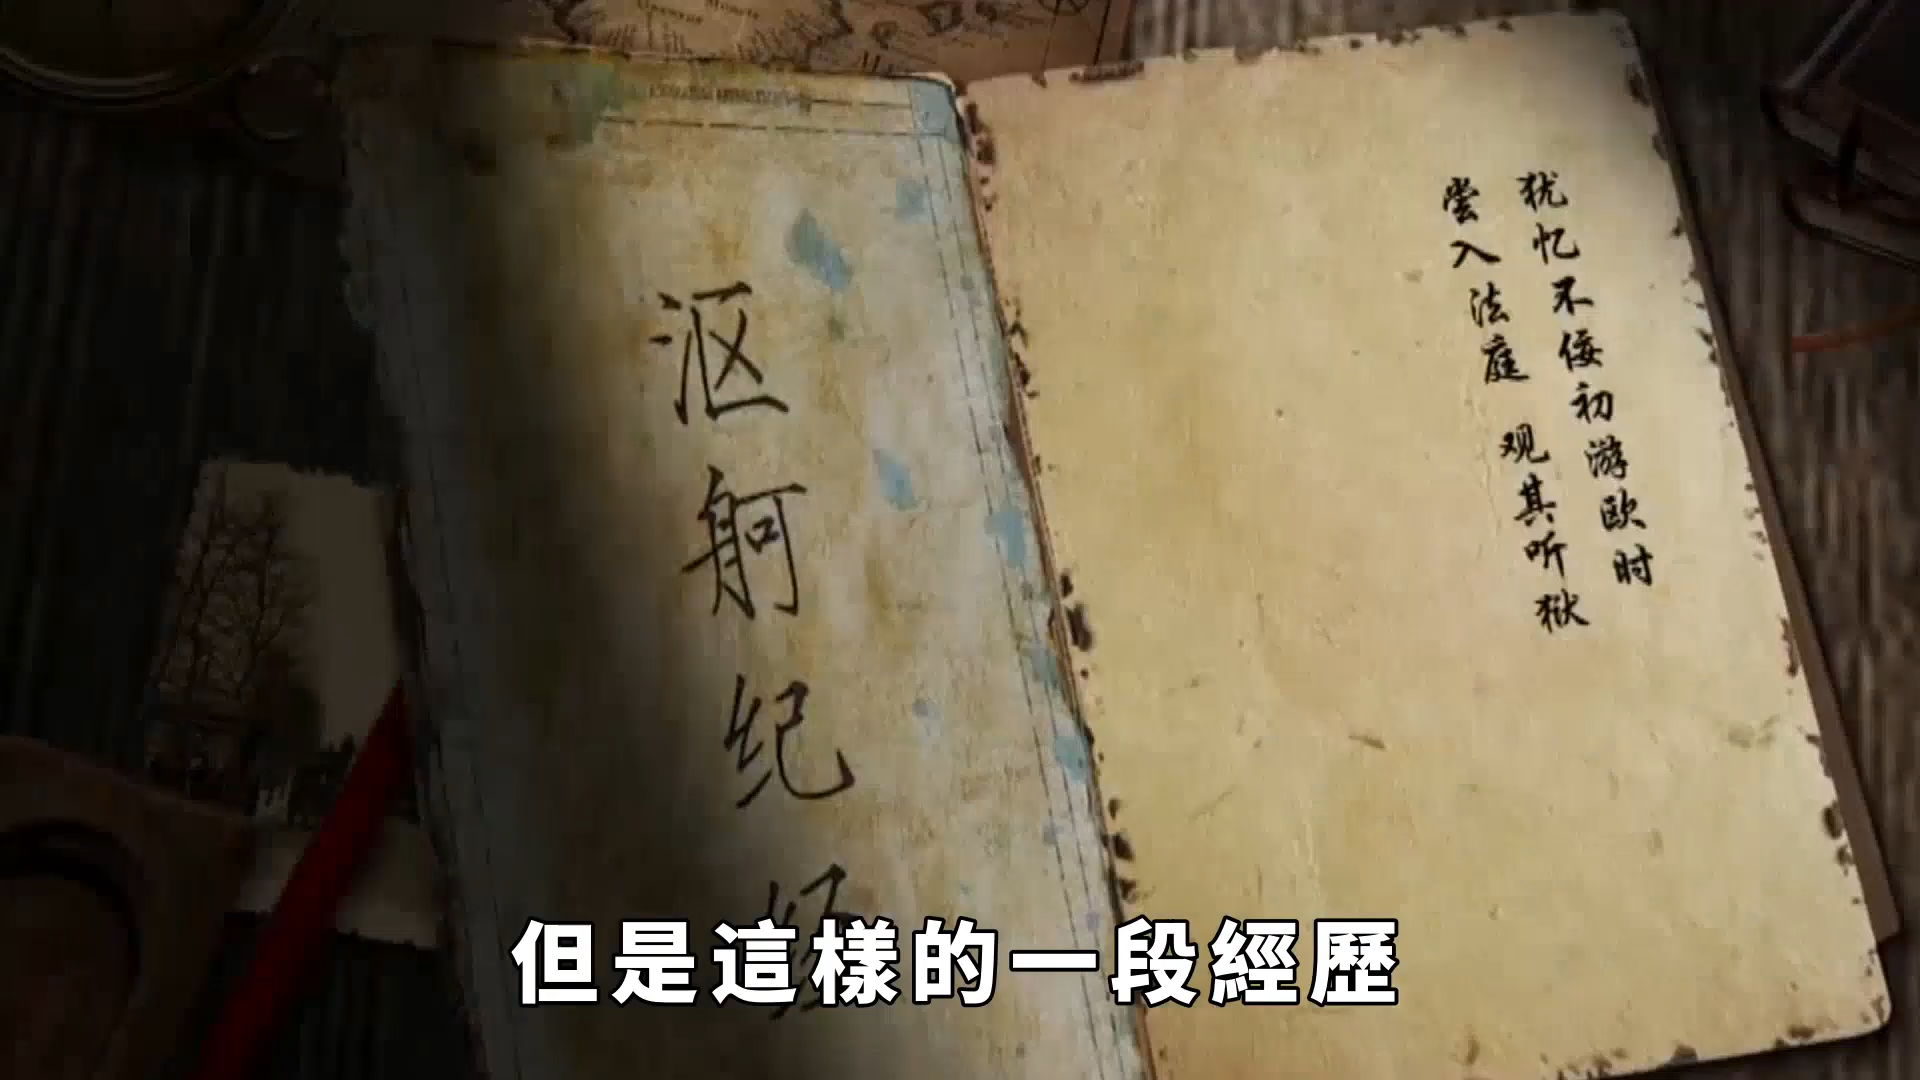 犹忆不佞初游欧时
尝入法庭 观其听狱
沤舸纪经
但是這樣的一段經歷